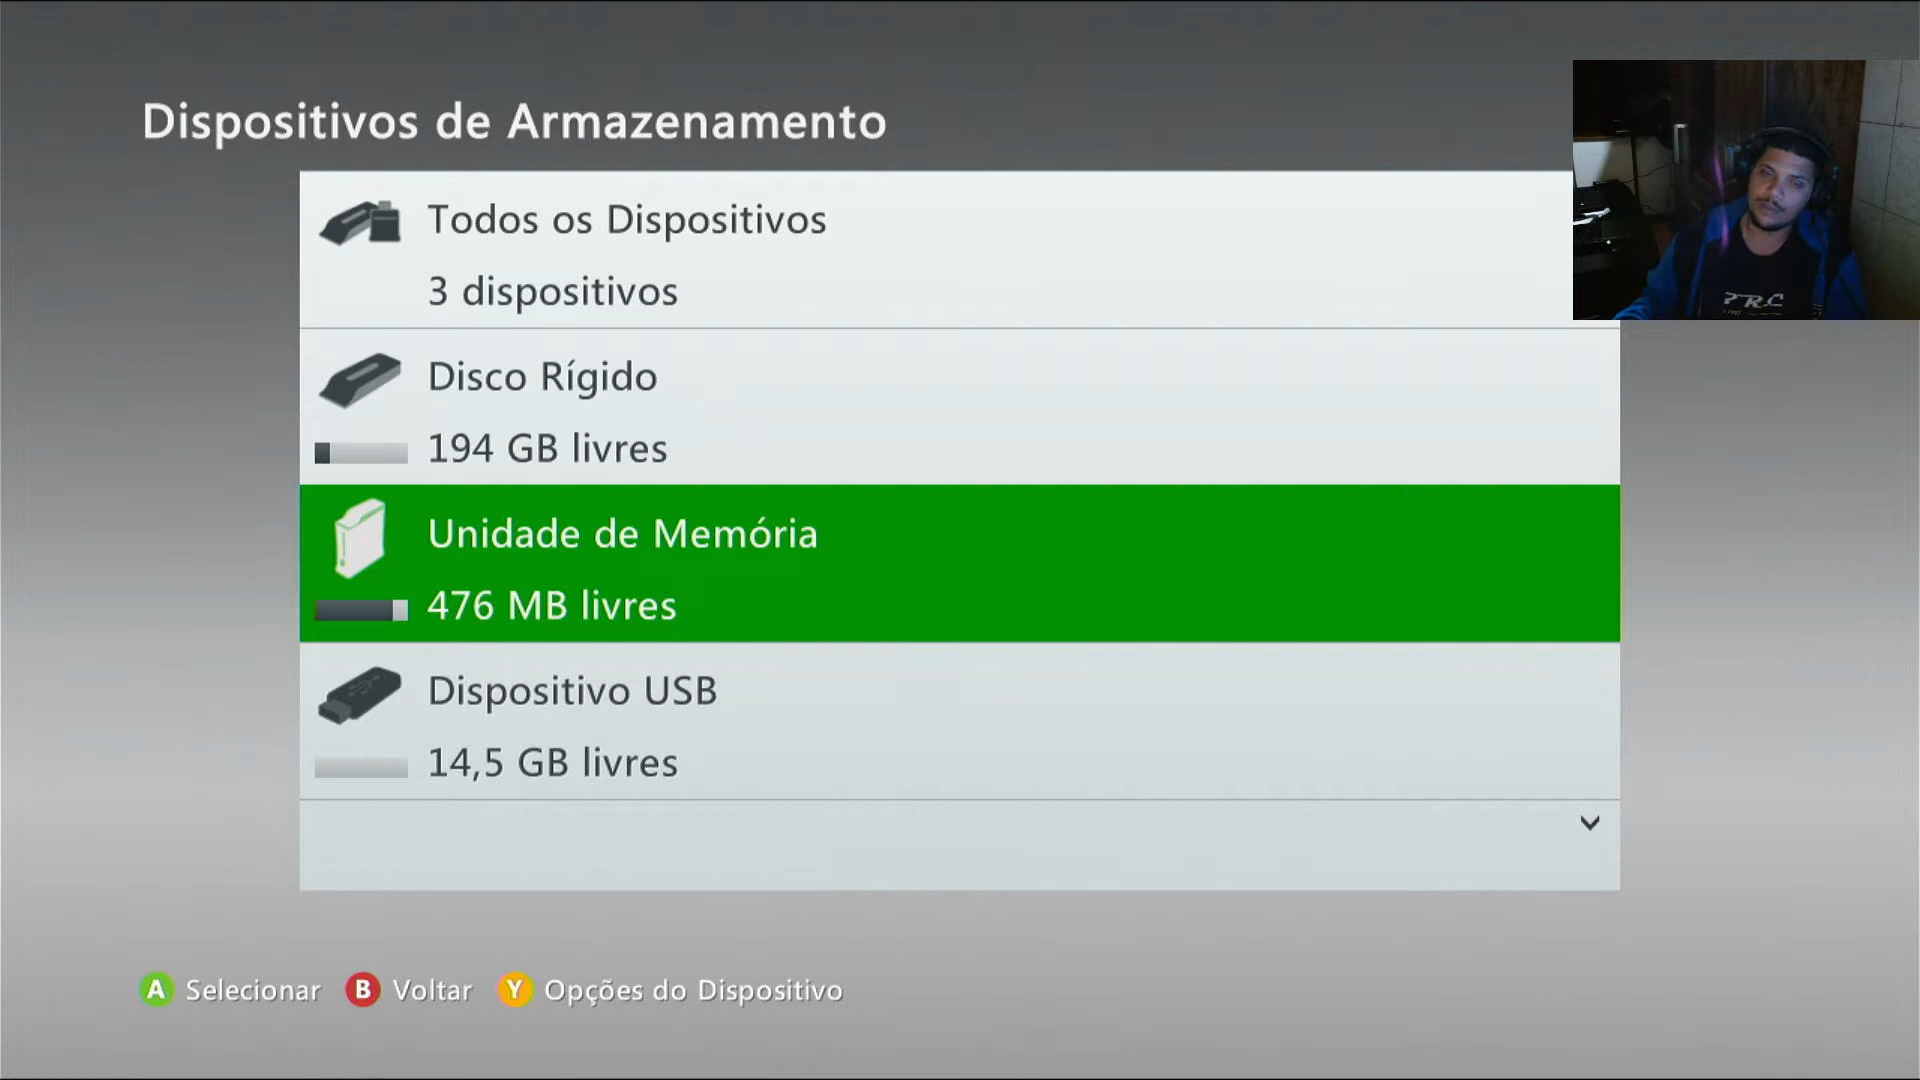 Dispositivos de Armazenamento
Todos os Dispositivos
3 dispositivos
Disco Rígido
194 GB livres
Unidade de Memória
476 MB livres
Dispositivo USB
14,5 GB livres
A Selecionar B Voltar Y Opções do Dispositivo